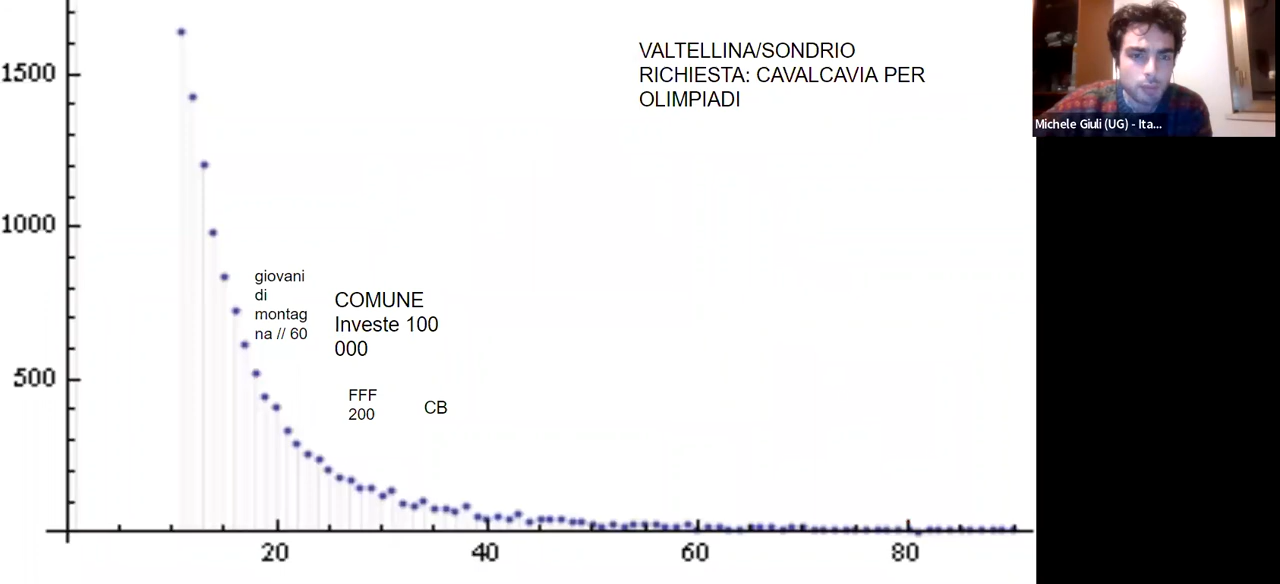 1500
1000
500
20
40
60
80
VALTELLINA/SONDRIO
RICHIESTA: CAVALCAVIA PER
OLIMPIADI
giovani
di
montag
na // 60
COMUNE
Investe 100
000
FFF
200
CB
Michele Giuli (UG) - Ita...